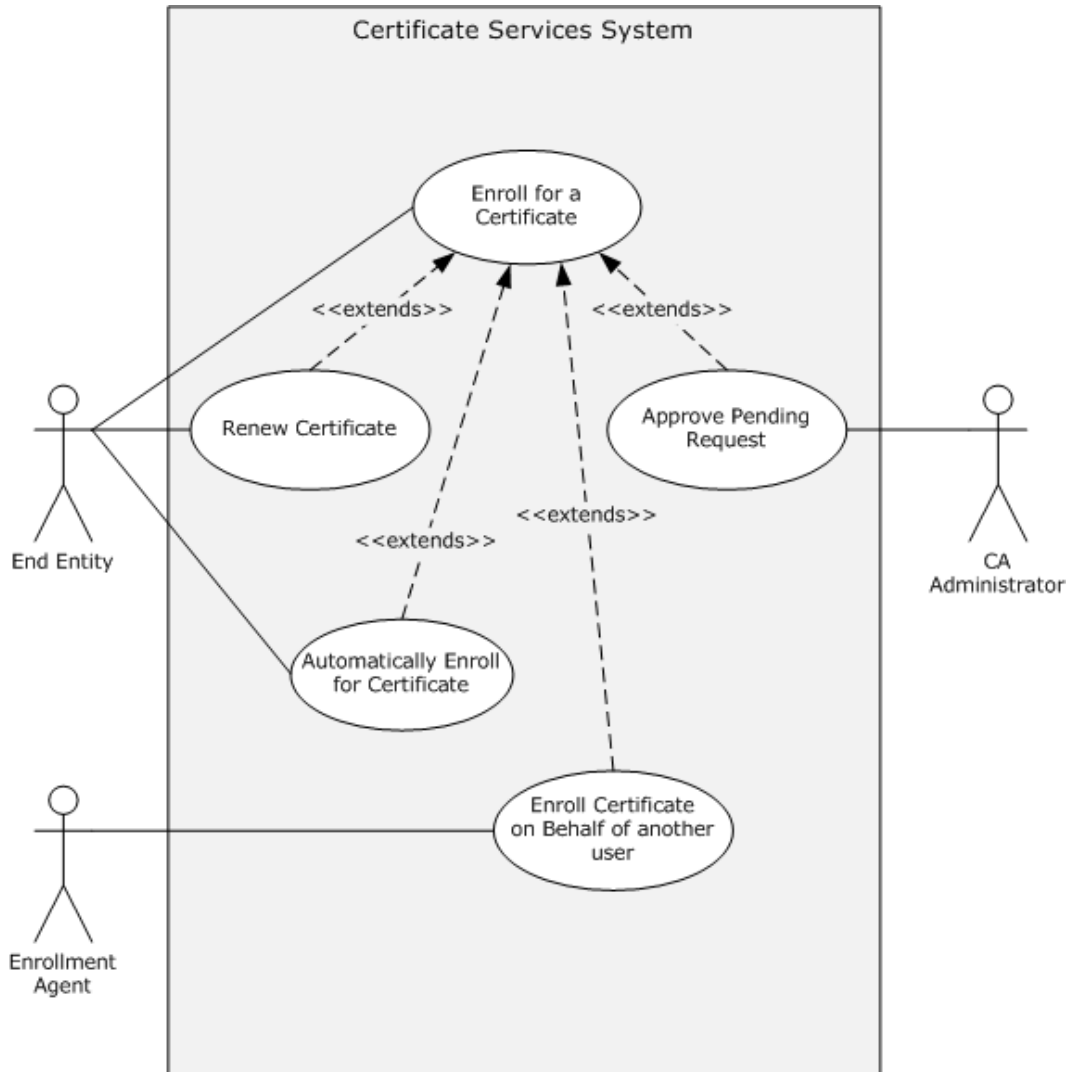 Certificate Services System
Enroll for a
Certificate
<<extends>>
<<extends>>
Renew Certificate
Approve Pending
Request
<<extends>>
<<extends>>
End Entity
CA
Administrator
Automatically Enroll
for Certificate
Enroll Certificate
on Behalf of another
user
Enrollment
Agent